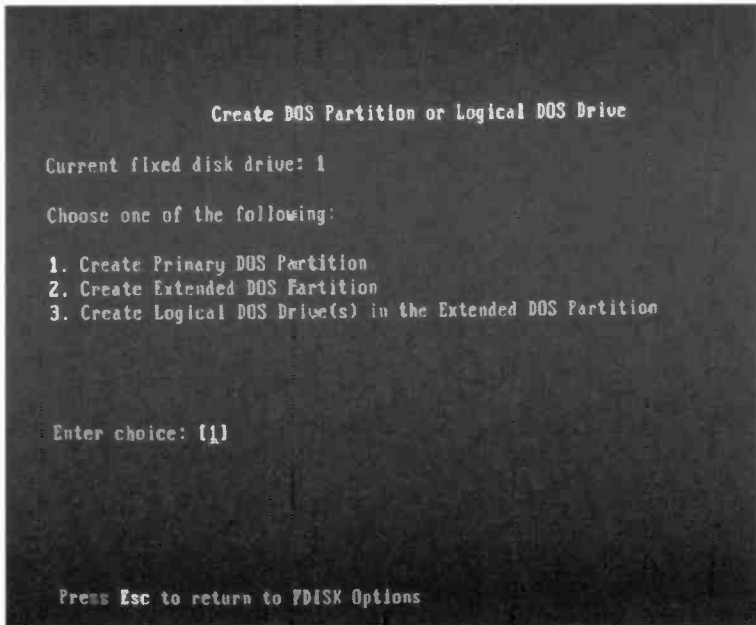 Create DOS Partition or Logical DOS Drive
Current fixed disk drive: 1
Choose one of the following:
1. Create Primary DOS Partition
2. Create Extended DOS Partition
3. Create Logical DOS Drive(s) in the Extended DOS Partition
Enter choice: [1]
Press Esc to return to FDISK Options